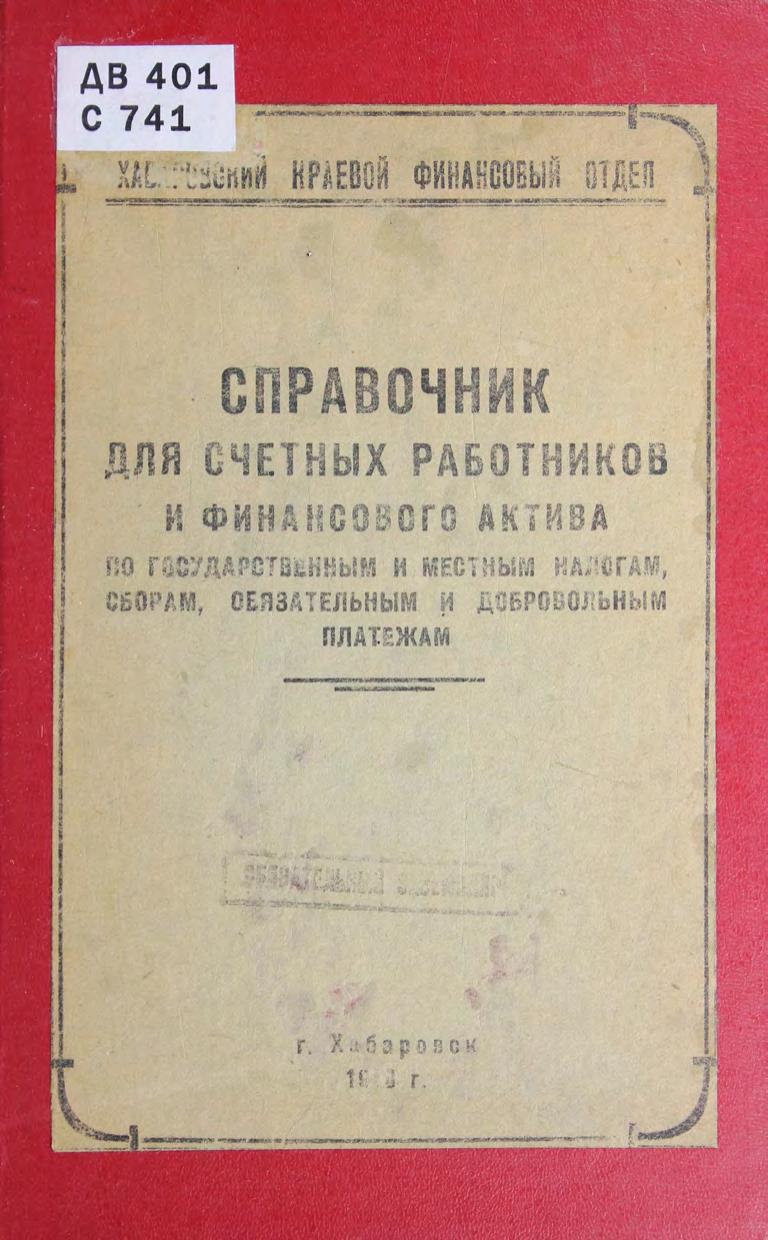 ДВ 401
С 741
ХАБАРОВСКИЙ КРАЕВОЙ ФИНАНСОВЫЙ ОТДЕЛ
СПРАВОЧНИК
ДЛЯ СЧЕТНЫХ РАБОТНИКОВ
И ФИНАНСОВОГО АКТИВА
ПО ГОСУДАРСТВЕННЫМ И МЕСТНЫМ НАЛОГАМ,
СБОРАМ, ОБЯЗАТЕЛЬНЫМ И ДОБРОВОЛЬНЫМ
ПЛАТЕЖАМ
г. Хабаровск
г.